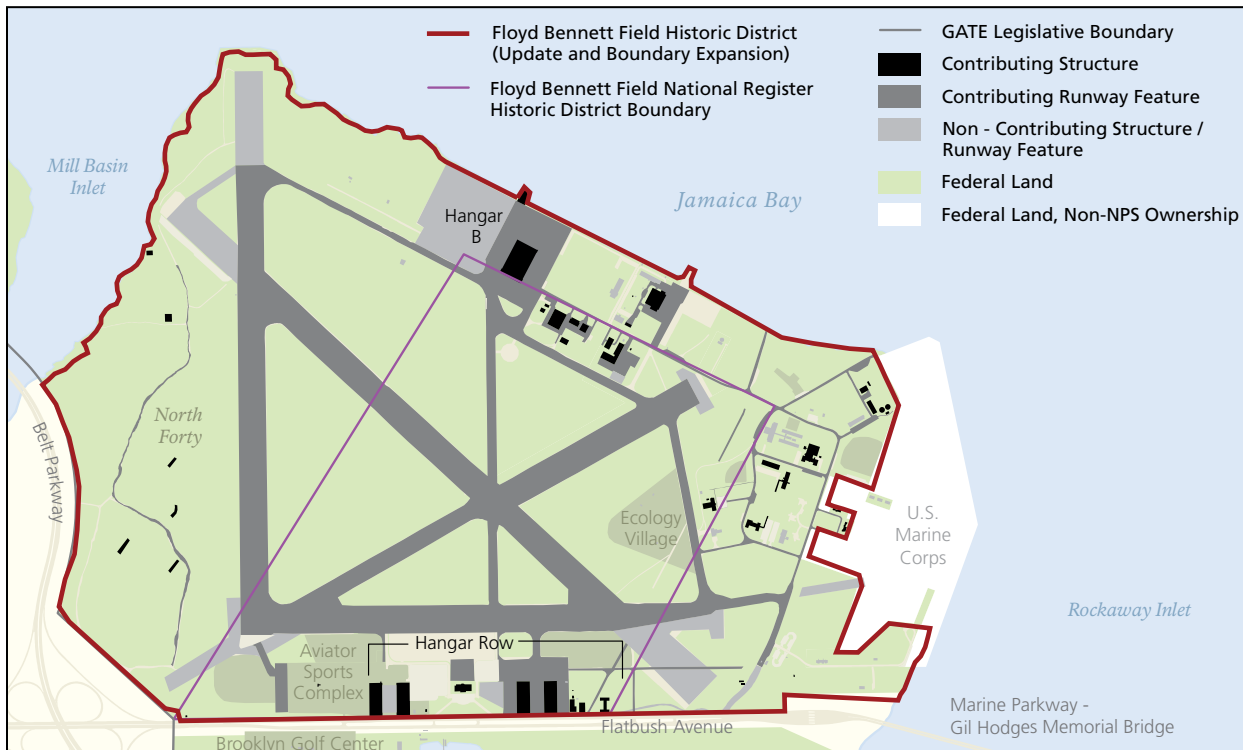 Floyd Bennett Field Historic District
(Update and Boundary Expansion)
Floyd Bennett Field National Register
Historic District Boundary
GATE Legislative Boundary
Contributing Structure
Contributing Runway Feature
Non - Contributing Structure /
Runway Feature
Federal Land
Federal Land, Non-NPS Ownership
Mill Basin
Inlet
Jamaica Bay
Hangar
B
North
Forty
Belt Parkway
Ecology
Village
U.S.
Marine
Corps
Rockaway Inlet
Aviator
Sports
Complex
Hangar Row
Flatbush Avenue
Brooklyn Golf Center
Marine Parkway -
Gil Hodges Memorial Bridge